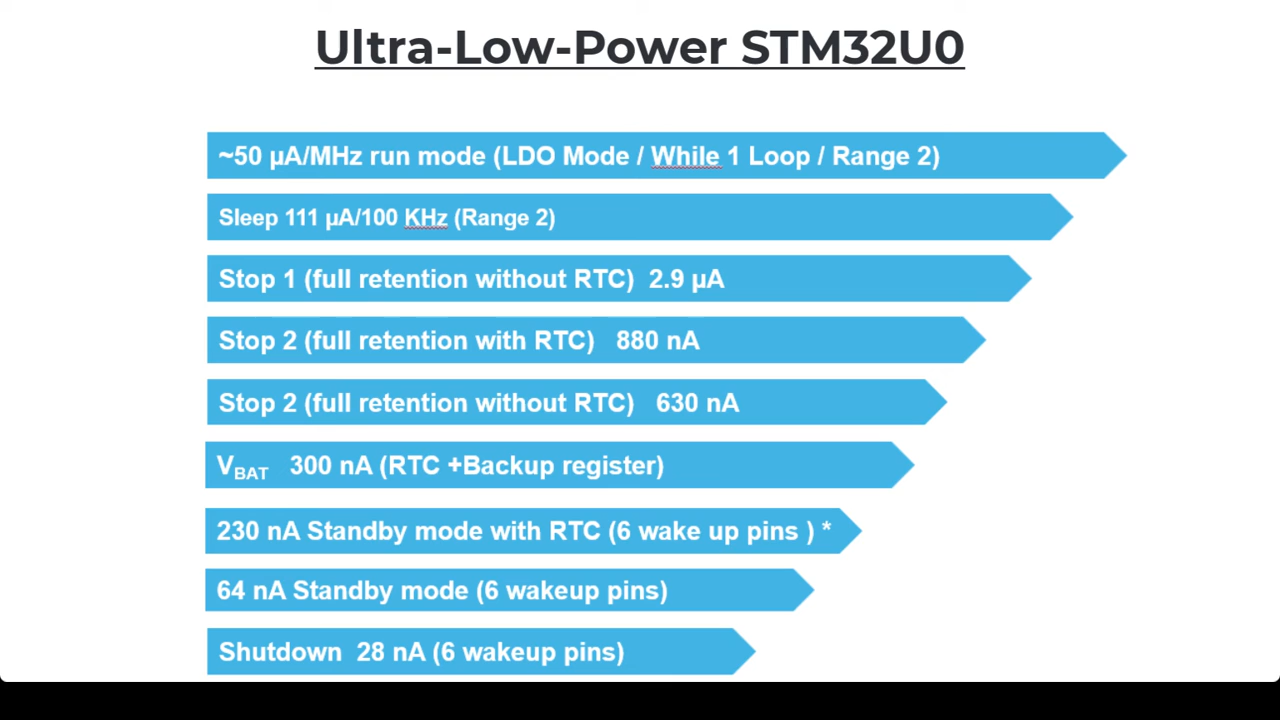 Ultra-Low-Power STM32U0
~50 µA/MHz run mode (LDO Mode / While 1 Loop / Range 2)
Sleep 111 µA/100 KHz (Range 2)
Stop 1 (full retention without RTC) 2.9 µA
Stop 2 (full retention with RTC) 880 nA
Stop 2 (full retention without RTC) 630 nA
VBAT 300 nA (RTC +Backup register)
230 nA Standby mode with RTC (6 wake up pins ) *
64 nA Standby mode (6 wakeup pins)
Shutdown 28 nA (6 wakeup pins)